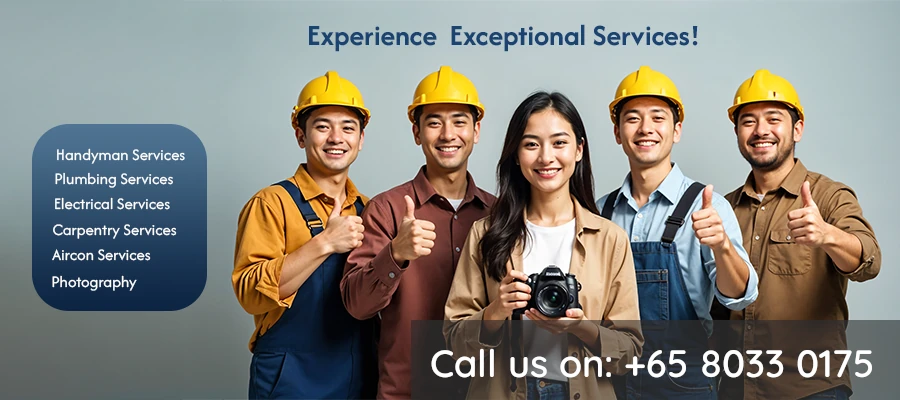 Experience Exceptional Services!
Handyman Services
Plumbing Services
Electrical Services
Carpentry Services
Aircon Services
Photography
Call us on: +65 8033 0175